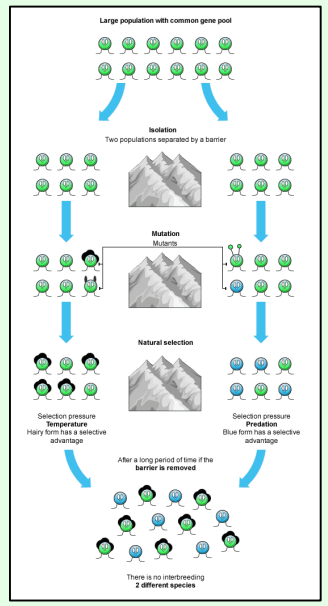 Large population with common gene pool
Isolation
Two populations separated by a barrier
Mutation
Mutants
Natural selection
Selection pressure
Temperature
Hairy form has a selective
advantage
Selection pressure
Predation
Blue form has a selective
advantage
After a long period of time if the
barrier is removed
There is no interbreeding
2 different species